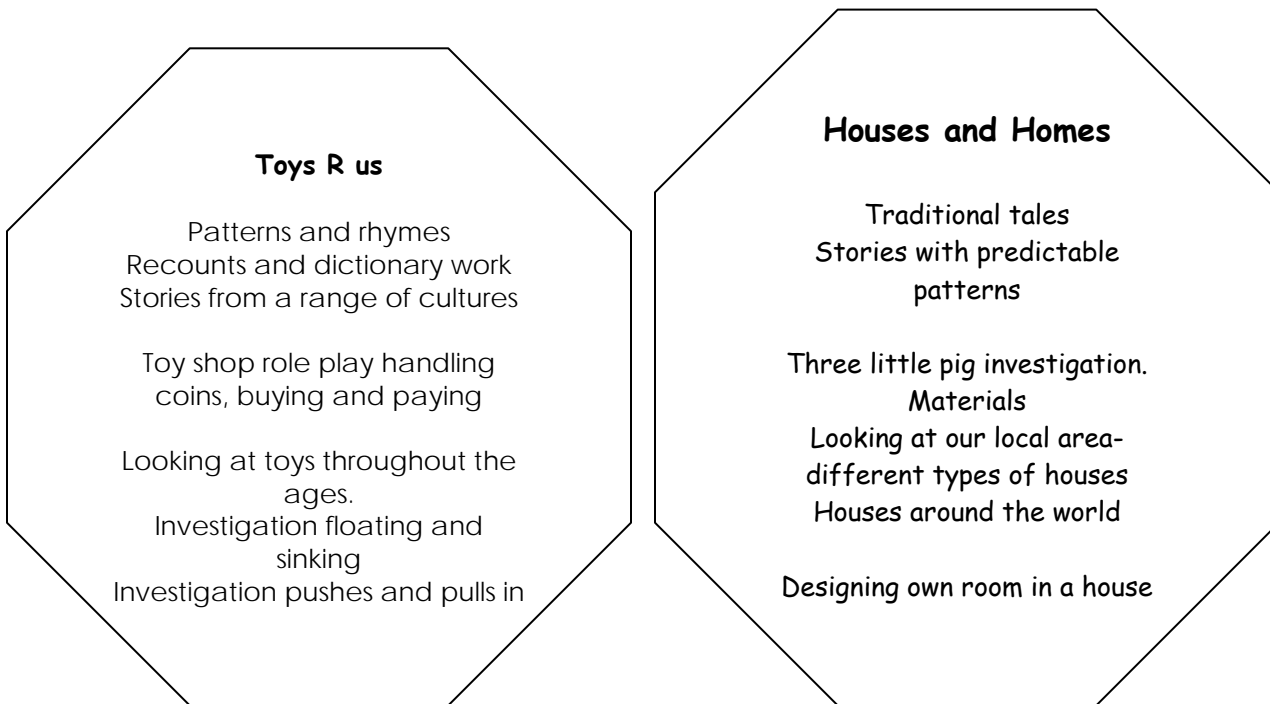 Toys R us
Patterns and rhymes
Recounts and dictionary work
Stories from a range of cultures
Toy shop role play handling
coins, buying and paying
Looking at toys throughout the
ages.
Investigation floating and
sinking
Investigation pushes and pulls in
Houses and Homes
Traditional tales
Stories with predictable
patterns
Three little pig investigation.
Materials
Looking at our local area-
different types of houses
Houses around the world
Designing own room in a house